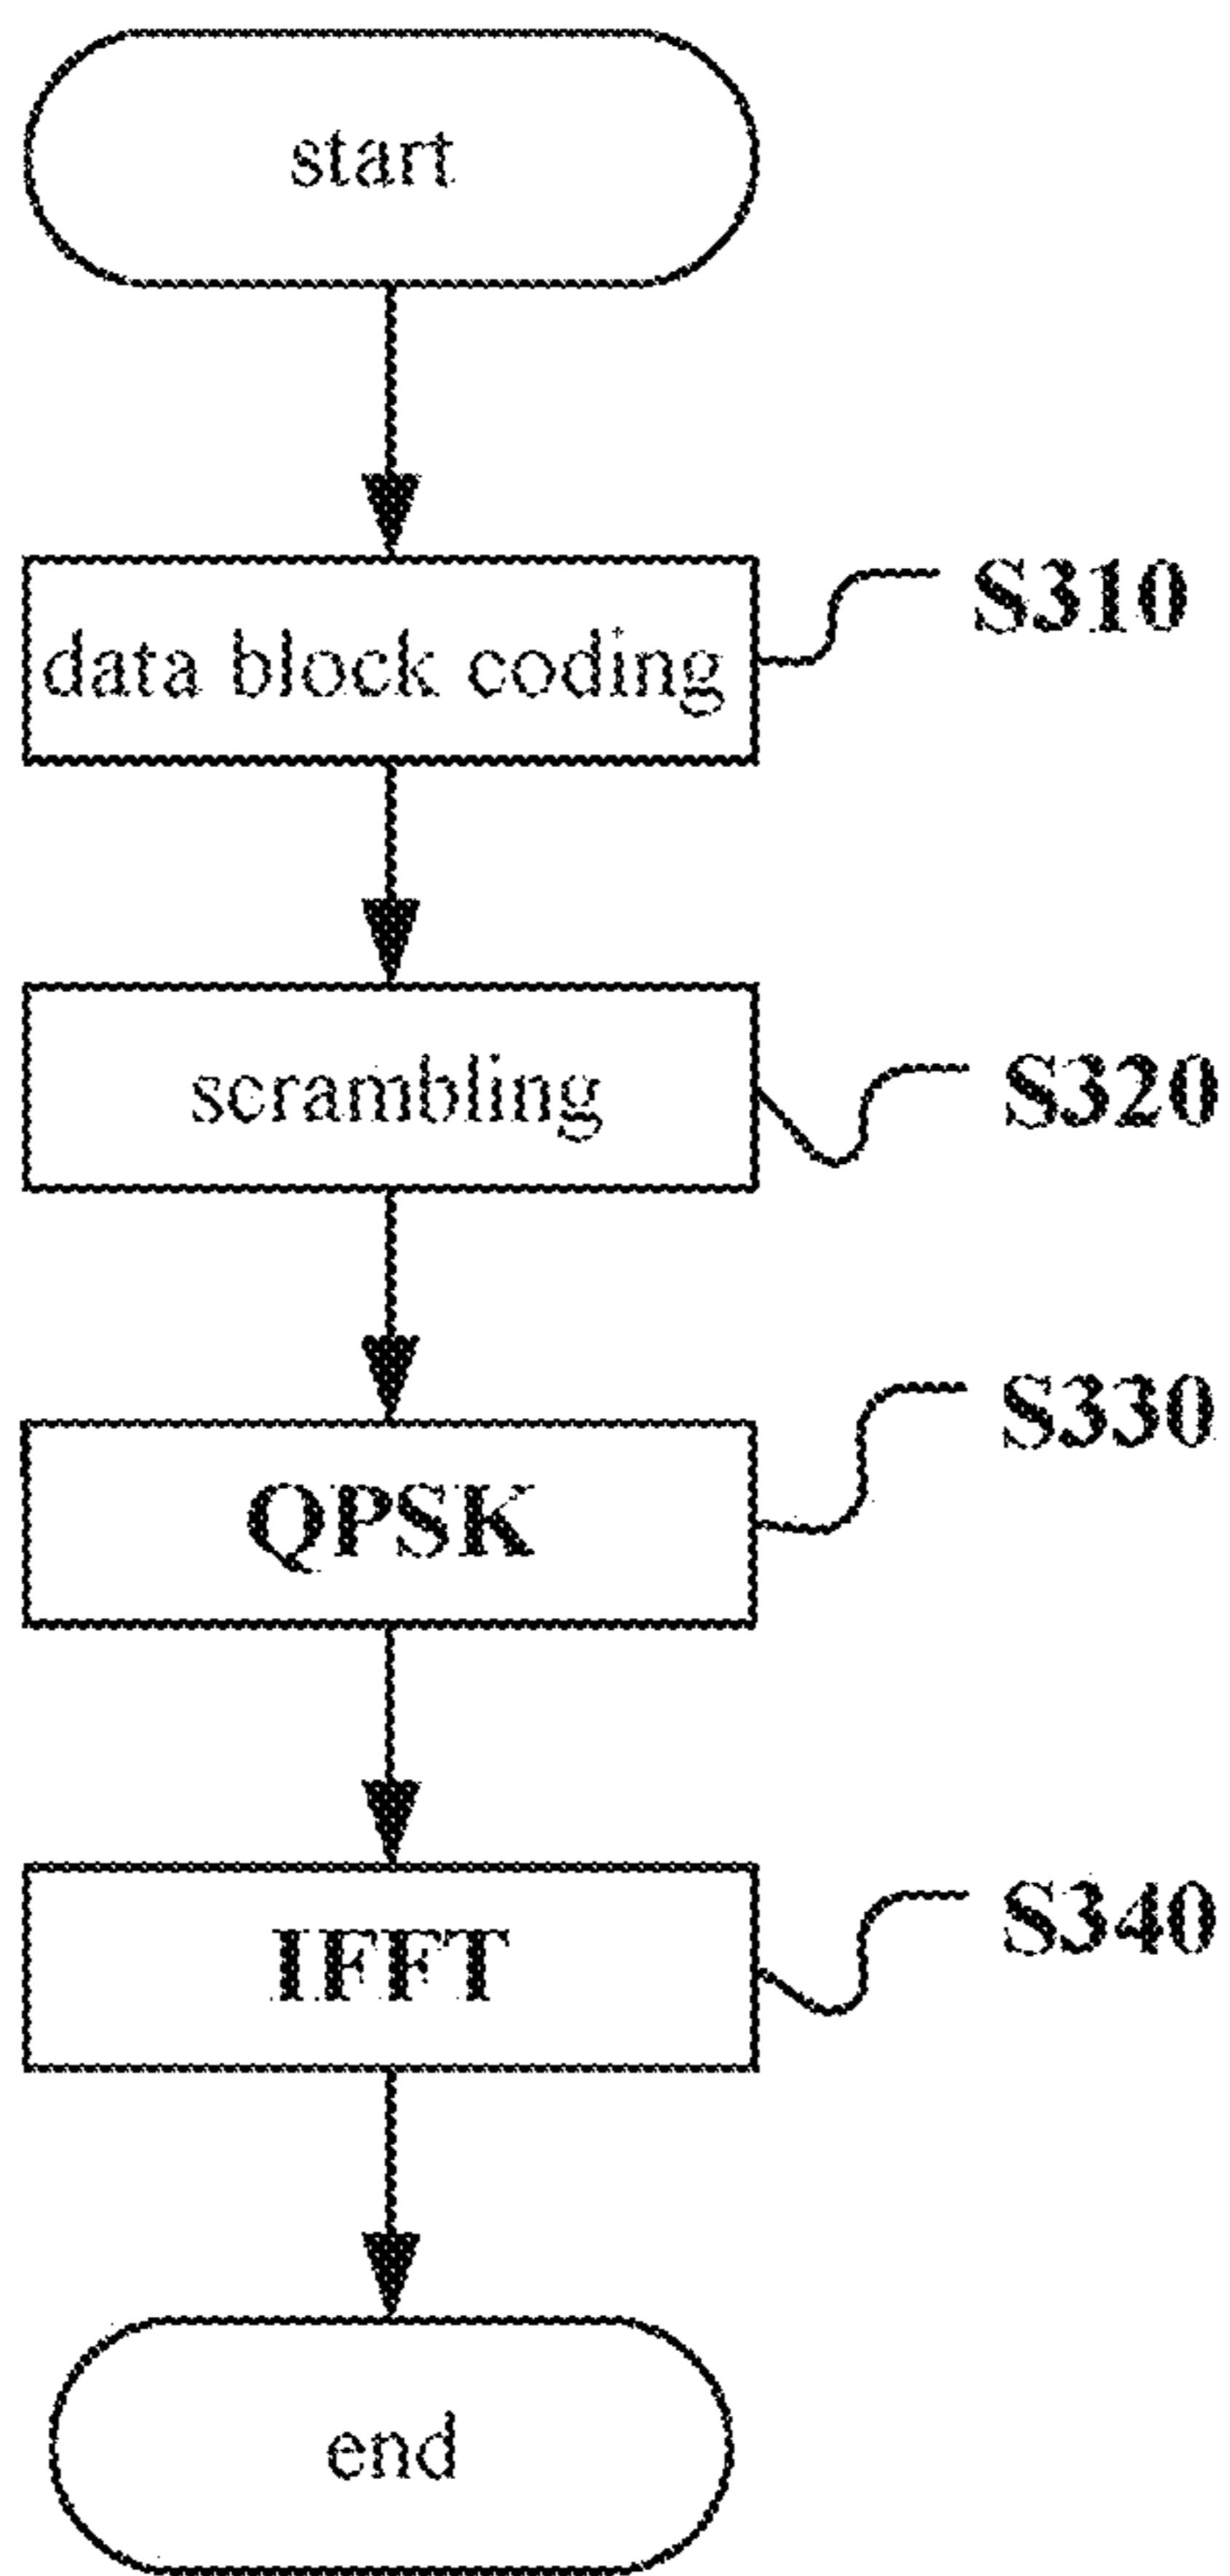 start
data block coding
S310
scrambling
S320
QPSK
S330
IFFT
S340
end